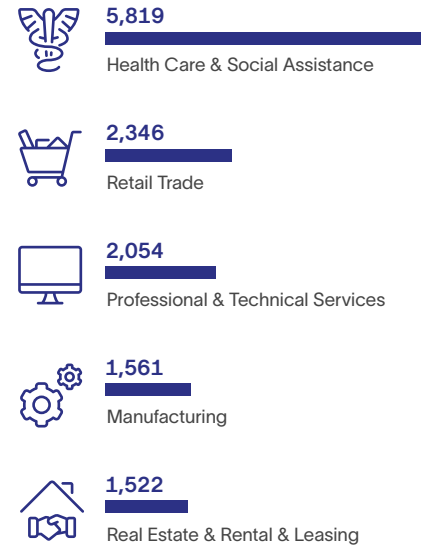 5,819
Health Care & Social Assistance
2,346
Retail Trade
2,054
Professional & Technical Services
1,561
Manufacturing
1,522
Real Estate & Rental & Leasing